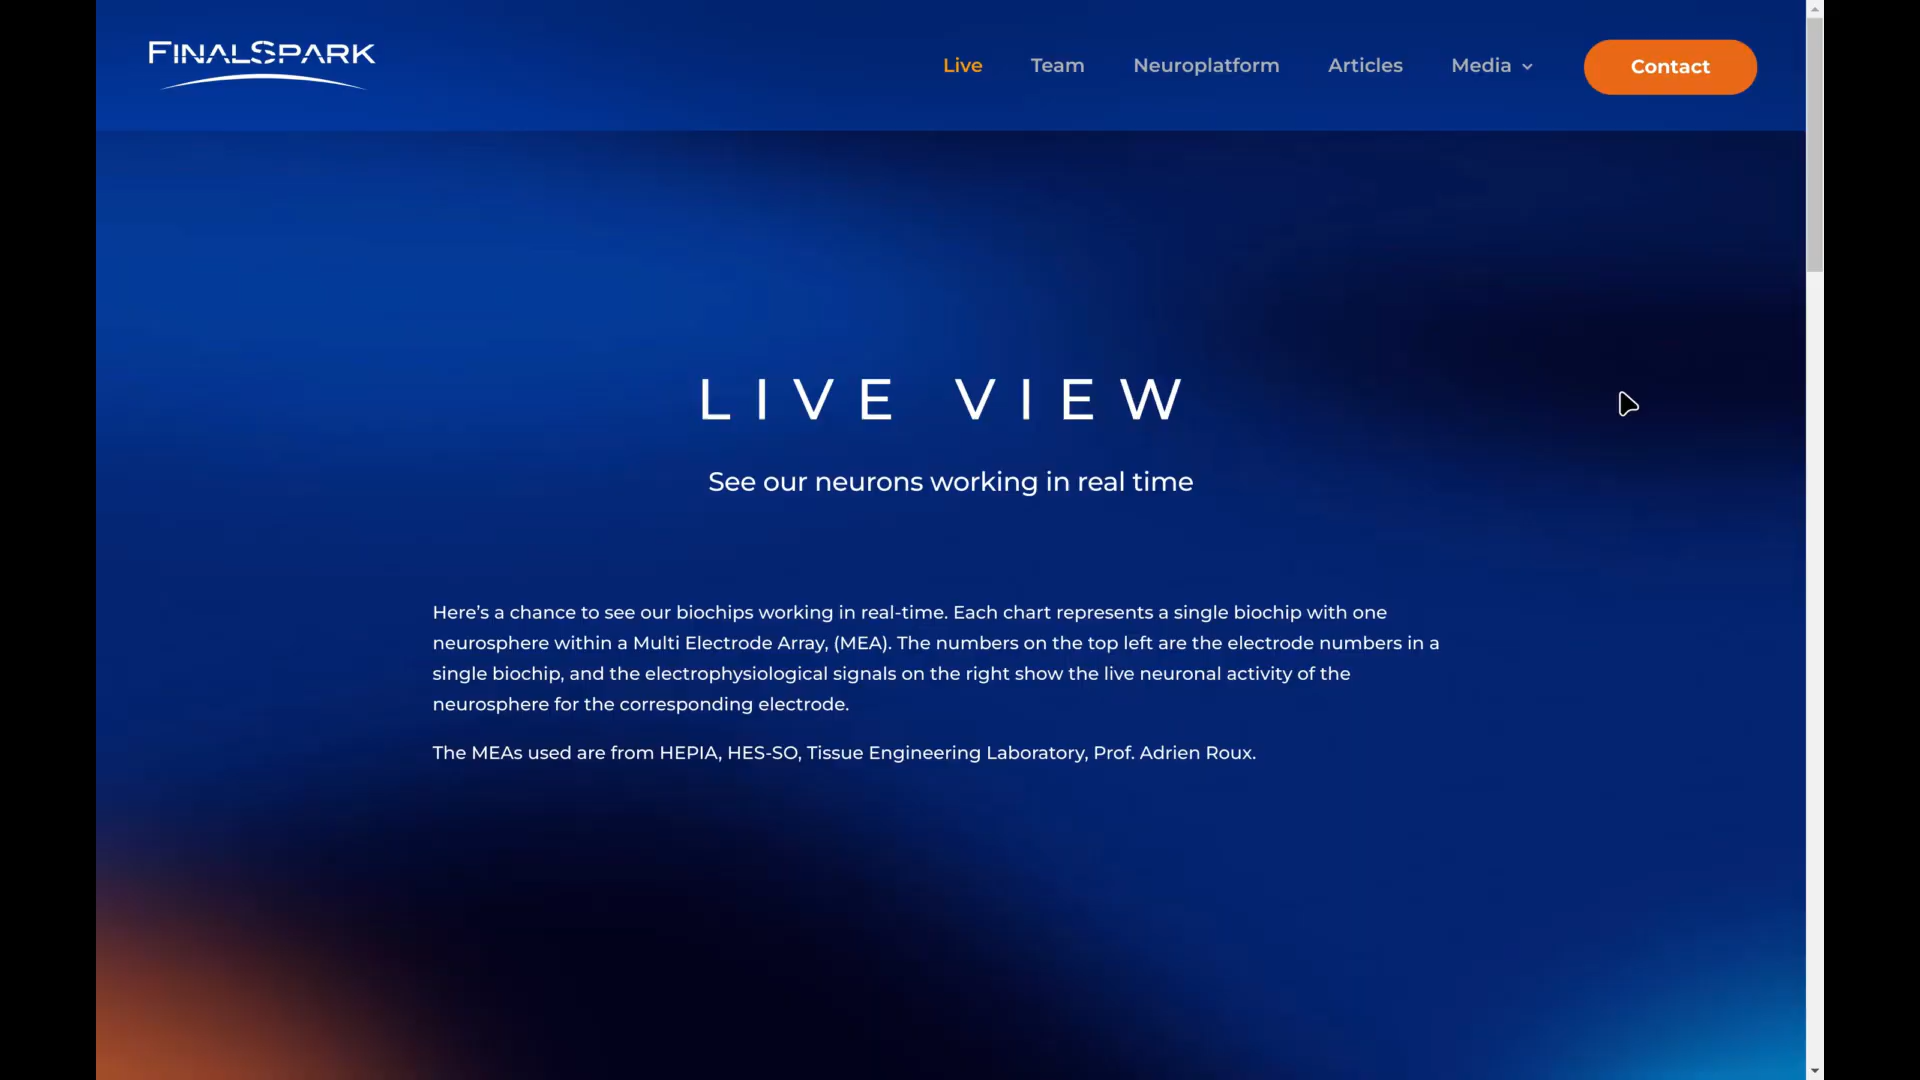 FINALSPARK
Live
Team
Neuroplatform
Articles
Media
Contact
LIVE VIEW
See our neurons working in real time
Here’s a chance to see our biochips working in real-time. Each chart represents a single biochip with one
neurosphere within a Multi Electrode Array, (MEA). The numbers on the top left are the electrode numbers in a
single biochip, and the electrophysiological signals on the right show the live neuronal activity of the
neurosphere for the corresponding electrode.
The MEAs used are from HEPIA, HES-SO, Tissue Engineering Laboratory, Prof. Adrien Roux.